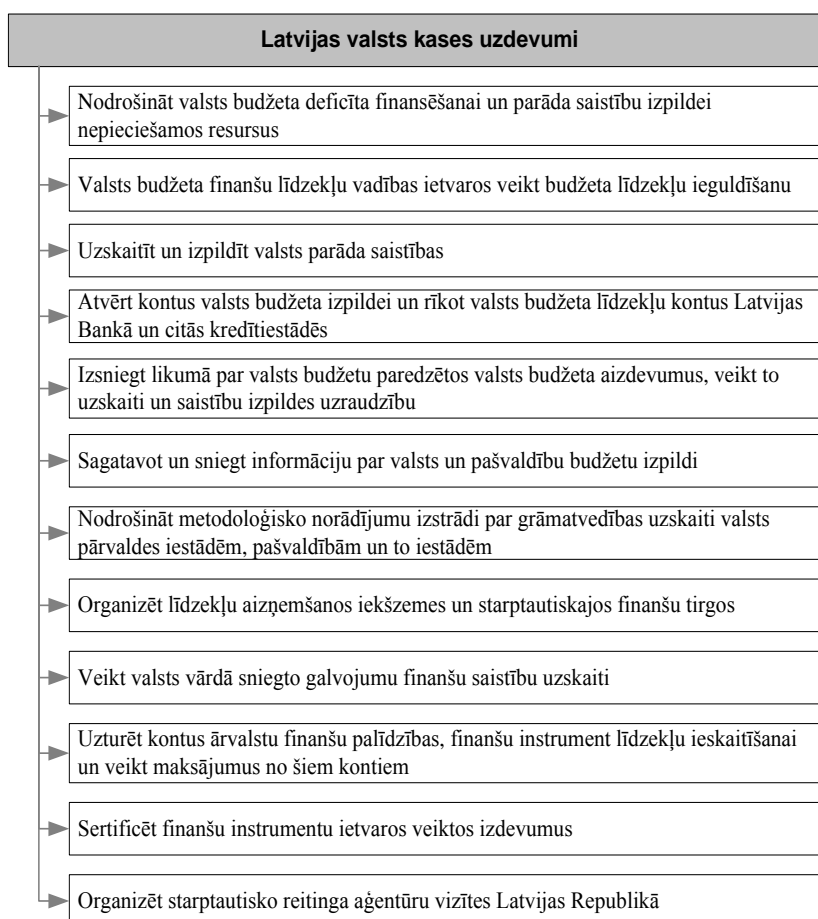 Latvijas valsts kases uzdevumi
Nodrošināt valsts budžeta deficīta finansēšanai un parāda saistību izpildei
nepieciešamos resursus
Valsts budžeta finanšu līdzekļu vadības ietvaros veikt budžeta līdzekļu ieguldīšanu
Uzskaitīt un izpildīt valsts parāda saistības
Atvērt kontus valsts budžeta izpildei un rīkot valsts budžeta līdzekļu kontus Latvijas
Bankā un citās kredītiestādēs
Izsniegt likumā par valsts budžetu paredzētos valsts budžeta aizdevumus, veikt to
uzskaiti un saistību izpildes uzraudzību
Sagatavot un sniegt informāciju par valsts un pašvaldību budžetu izpildi
Nodrošināt metodoloģisko norādījumu izstrādi par grāmatvedības uzskaiti valsts
pārvaldes iestādēm, pašvaldībām un to iestādēm
Organizēt līdzekļu aizņemšanos iekšzemes un starptautiskajos finanšu tirgos
Veikt valsts vārdā sniegto galvojumu finanšu saistību uzskaiti
Uzturēt kontus ārvalstu finanšu palīdzības, finanšu instrument līdzekļu ieskaitīšanai
un veikt maksājumus no šiem kontiem
Sertificēt finanšu instrumentu ietvaros veiktos izdevumus
Organizēt starptautisko reitinga aģentūru vizītes Latvijas Republikā